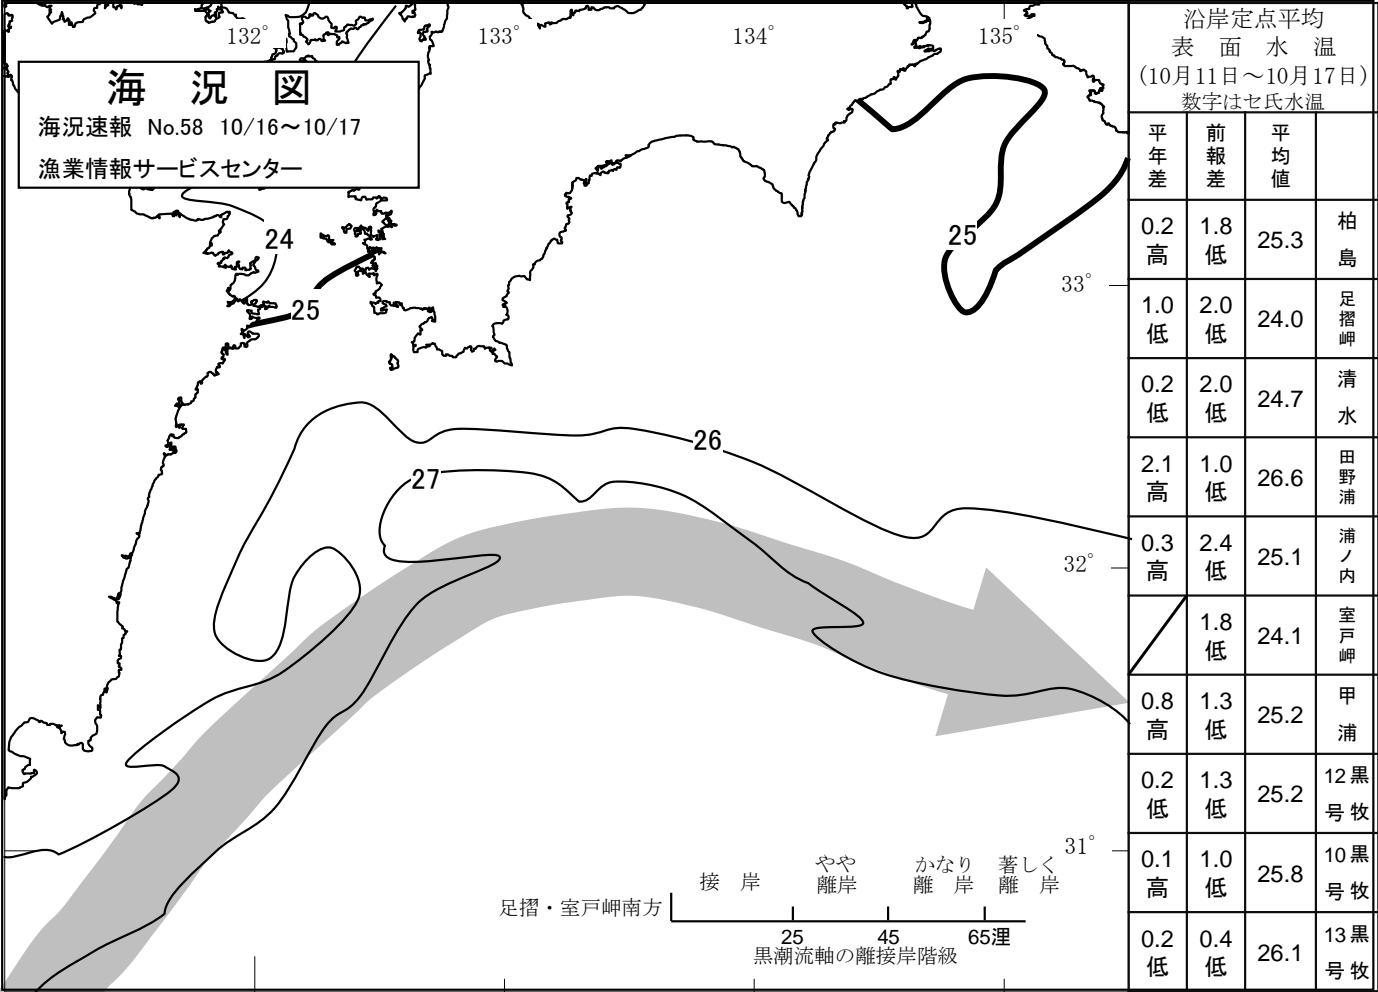 132°
133°
134°
135°
海 況 図
海況速報 No.58 10/16～10/17
漁業情報サービスセンター
24
25
25
26
27
33°
32°
31°
接 岸
やや
離岸
かなり
離 岸
著しく
離 岸
足摺・室戸岬南方
25
45
65浬
黒潮流軸の離接岸階級
沿岸定点平均
表 面 水 温
(10月11日～10月17日)
数字はセ氏水温
平年差 前報差 平均値
0.2高 1.8低 25.3 柏島
1.0低 2.0低 24.0 足摺岬
0.2低 2.0低 24.7 清水
2.1高 1.0低 26.6 田野浦
0.3高 2.4低 25.1 浦ノ内
1.8低 24.1 室戸岬
0.8高 1.3低 25.2 甲浦
0.2低 1.3低 25.2 黒牧12号
0.1高 1.0低 25.8 黒牧10号
0.2低 0.4低 26.1 黒牧13号